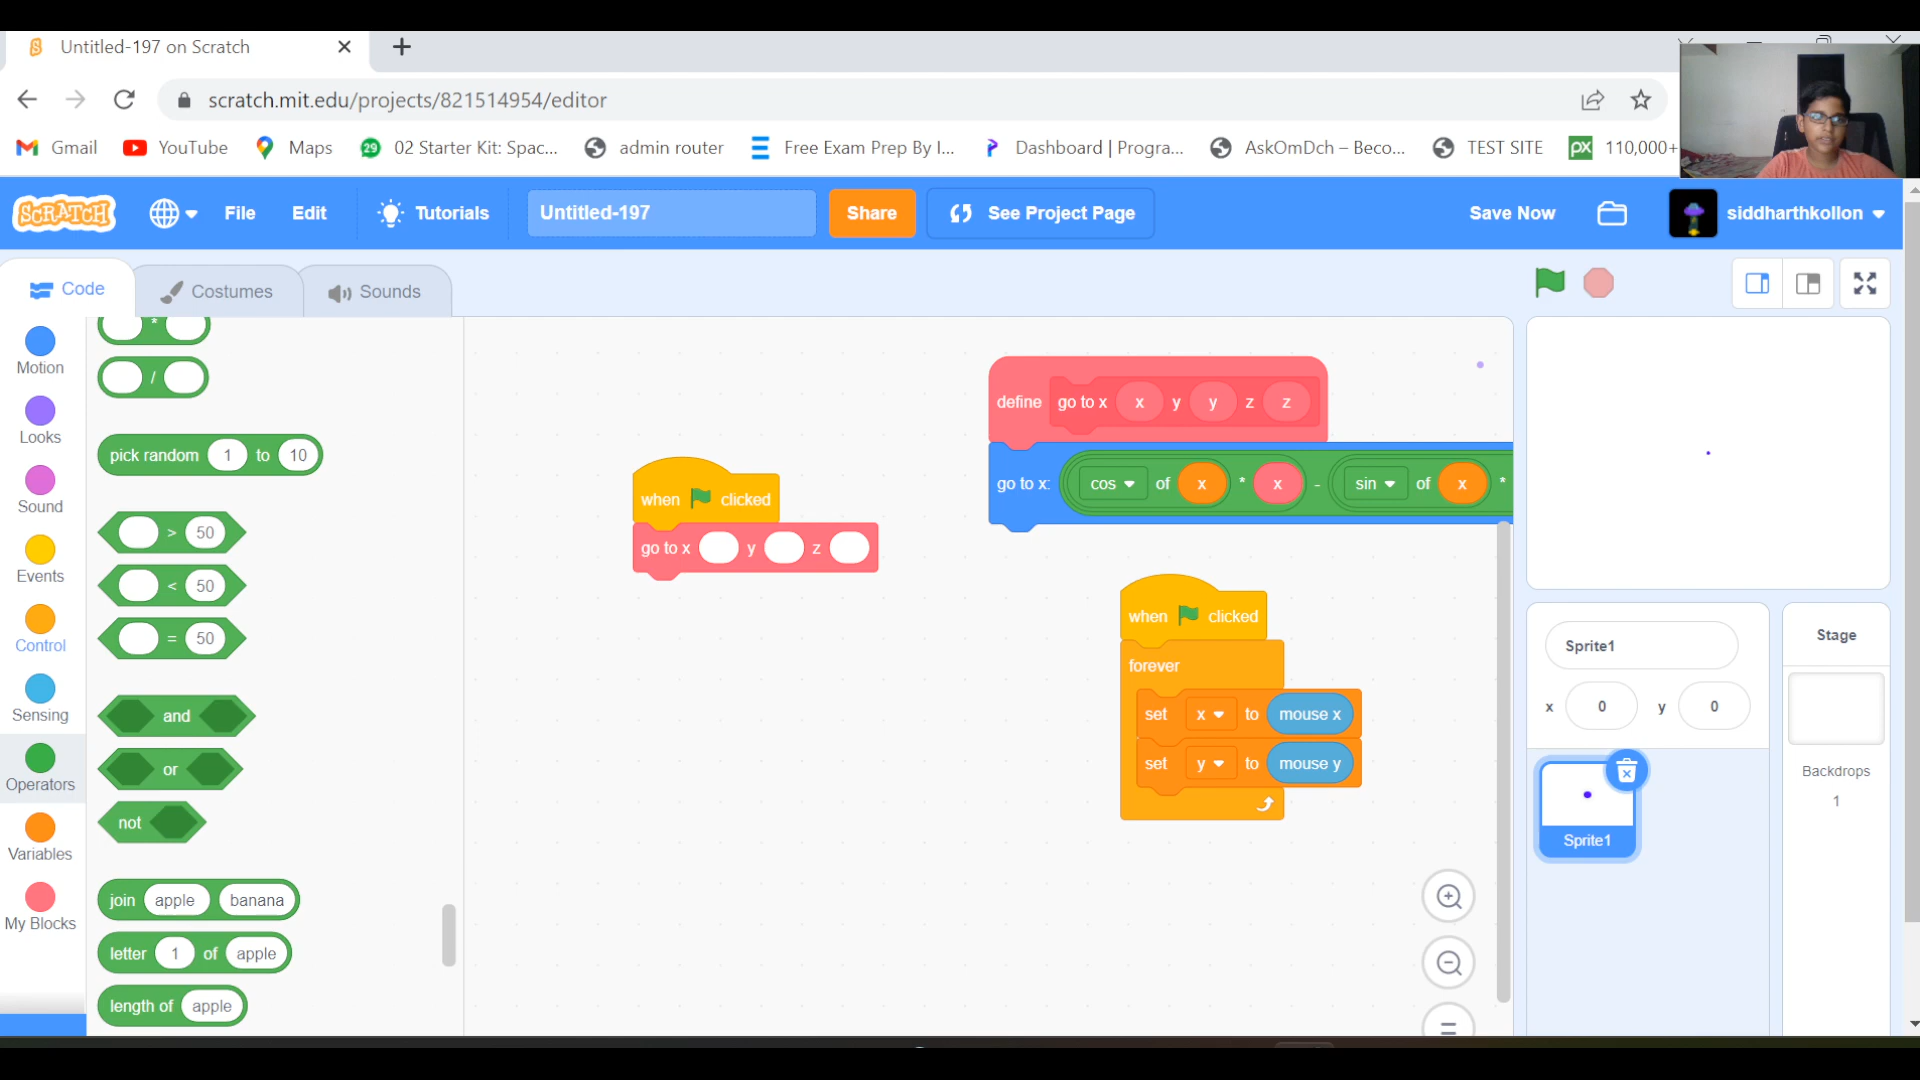 Untitled-197 on Scratch
scratch.mit.edu/projects/821514954/editor
Gmail YouTube Maps 29 02 Starter Kit: Spac... admin router Free Exam Prep By I... Dashboard | Progra... AskOmDch – Beco... TEST SITE px 110,000+
SCRATCH File Edit Tutorials Untitled-197 Share See Project Page Save Now siddharthkollon
Code Costumes Sounds
Motion
Looks
Sound
Events
Control
Sensing
Operators
Variables
My Blocks
*
/
pick random 1 to 10
> 50
< 50
= 50
and
or
not
join apple banana
letter 1 of apple
length of apple
when clicked
go to x y z
define go to x x y y z z
go to x: cos of x * x - sin of x *
when clicked
forever
set x to mouse x
set y to mouse y
Sprite1
x 0 y 0
Sprite1
Stage
Backdrops
1